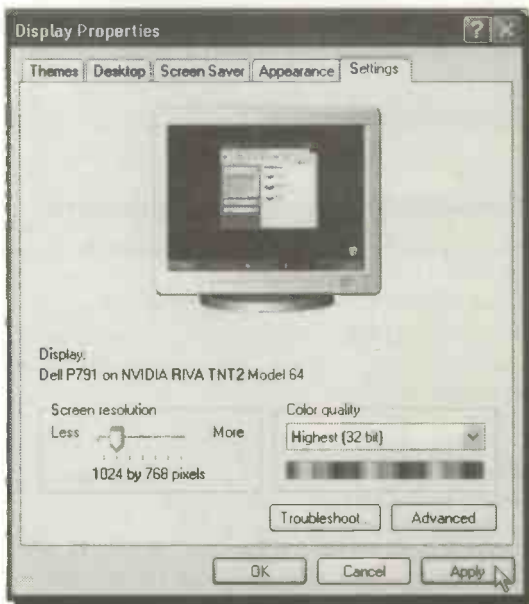 Display Properties
Themes Desktop Screen Saver Appearance Settings
Display:
Dell P791 on NVIDIA RIVA TNT2 Model 64
Screen resolution
Less More
1024 by 768 pixels
Color quality
Highest (32 bit)
Troubleshoot... Advanced
OK Cancel Apply